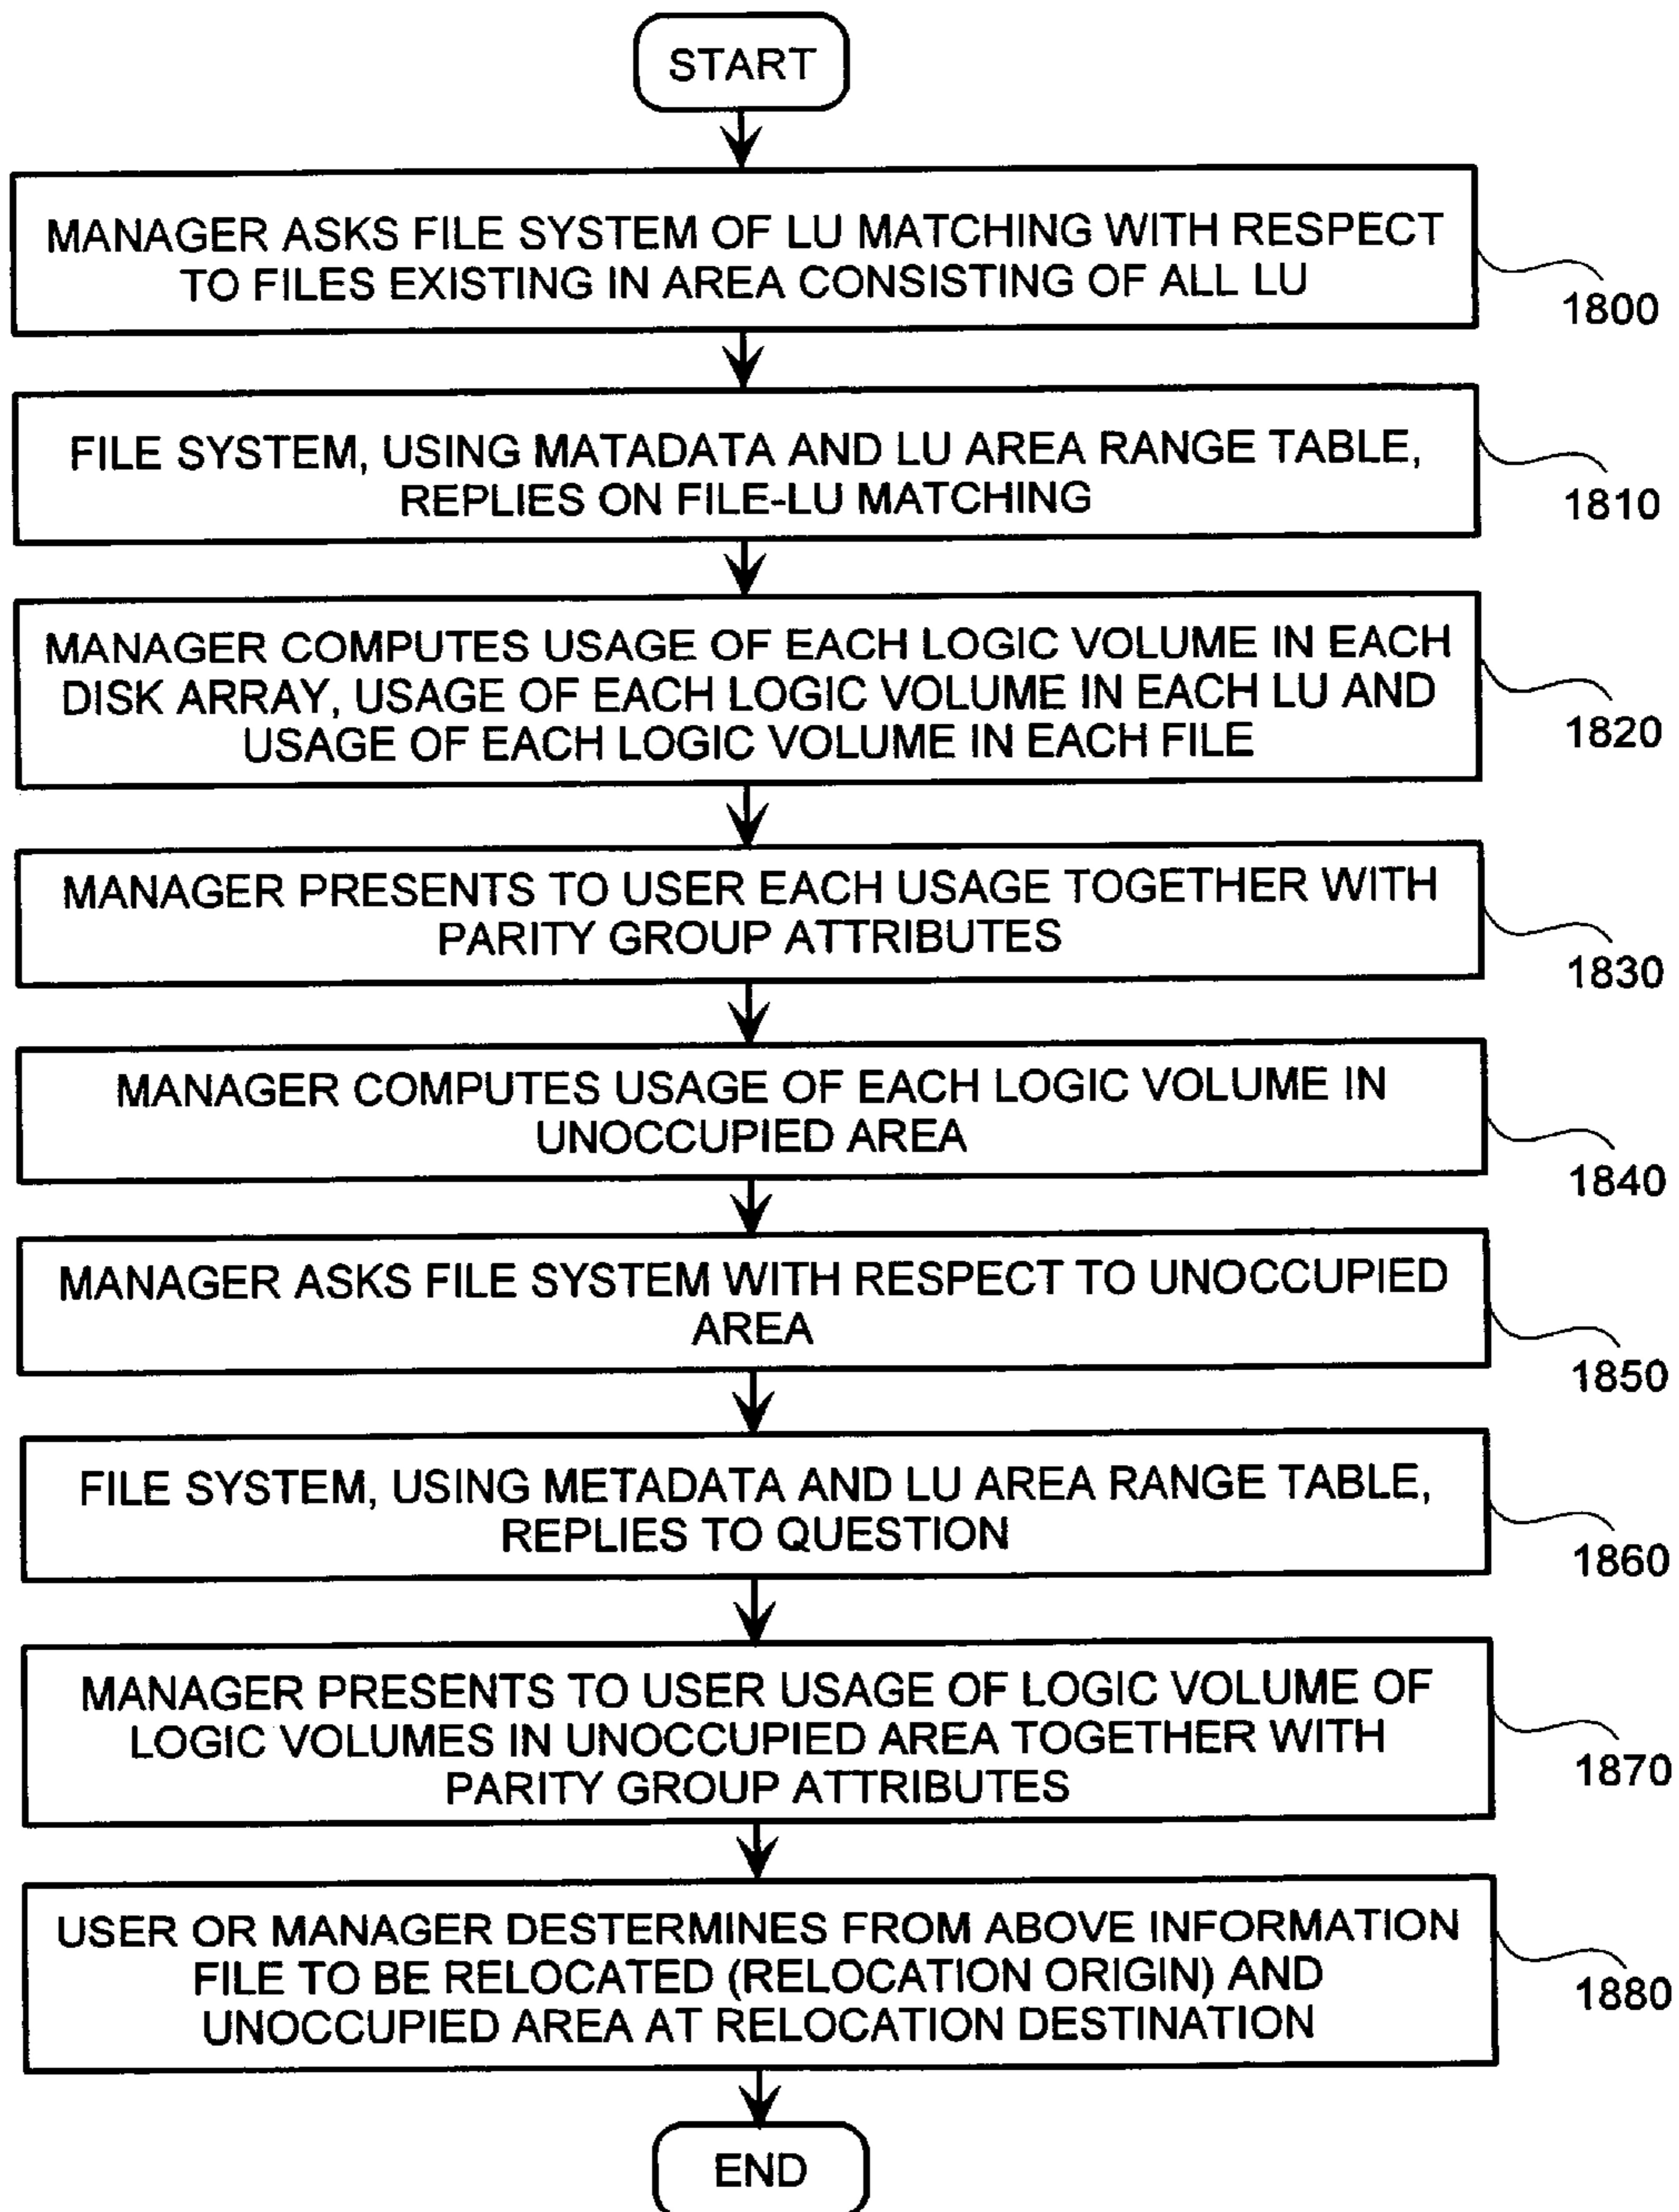 START
MANAGER ASKS FILE SYSTEM OF LU MATCHING WITH RESPECT
TO FILES EXISTING IN AREA CONSISTING OF ALL LU
1800
FILE SYSTEM, USING MATADATA AND LU AREA RANGE TABLE,
REPLIES ON FILE-LU MATCHING
1810
MANAGER COMPUTES USAGE OF EACH LOGIC VOLUME IN EACH
DISK ARRAY, USAGE OF EACH LOGIC VOLUME IN EACH LU AND
USAGE OF EACH LOGIC VOLUME IN EACH FILE
1820
MANAGER PRESENTS TO USER EACH USAGE TOGETHER WITH
PARITY GROUP ATTRIBUTES
1830
MANAGER COMPUTES USAGE OF EACH LOGIC VOLUME IN
UNOCCUPIED AREA
1840
MANAGER ASKS FILE SYSTEM WITH RESPECT TO UNOCCUPIED
AREA
1850
FILE SYSTEM, USING METADATA AND LU AREA RANGE TABLE,
REPLIES TO QUESTION
1860
MANAGER PRESENTS TO USER USAGE OF LOGIC VOLUME OF
LOGIC VOLUMES IN UNOCCUPIED AREA TOGETHER WITH
PARITY GROUP ATTRIBUTES
1870
USER OR MANAGER DESTERMINES FROM ABOVE INFORMATION
FILE TO BE RELOCATED (RELOCATION ORIGIN) AND
UNOCCUPIED AREA AT RELOCATION DESTINATION
1880
END